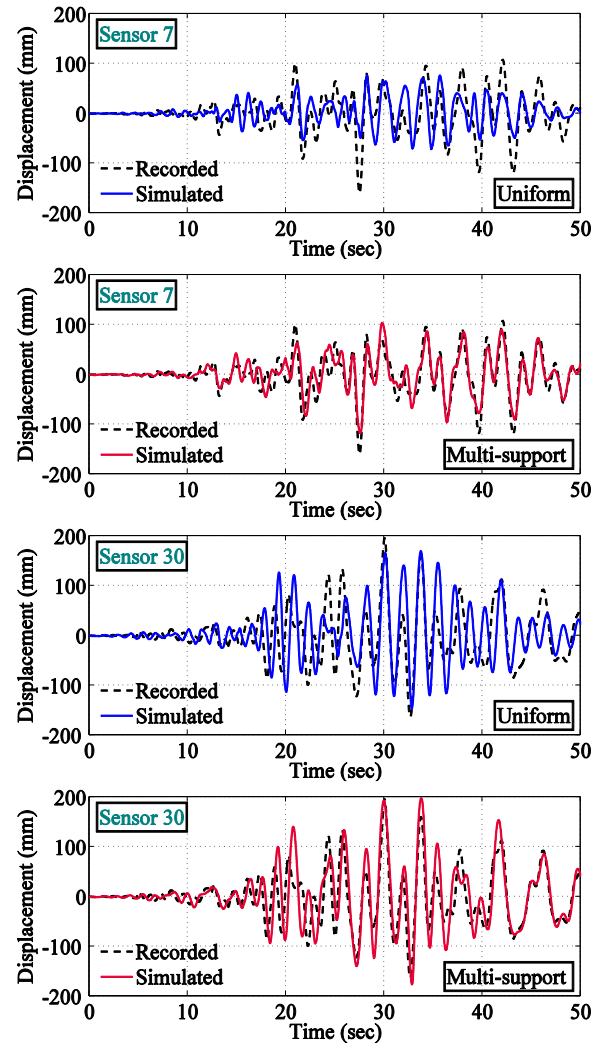 200
Sensor 7
100
0
-100
-200
Displacement (mm)
Recorded
Simulated
Uniform
0 10 20 30 40 50
Time (sec)
200
Sensor 7
100
0
-100
-200
Displacement (mm)
Recorded
Simulated
Multi-support
0 10 20 30 40 50
Time (sec)
200
Sensor 30
100
0
-100
-200
Displacement (mm)
Recorded
Simulated
Uniform
0 10 20 30 40 50
Time (sec)
200
Sensor 30
100
0
-100
-200
Displacement (mm)
Recorded
Simulated
Multi-support
0 10 20 30 40 50
Time (sec)